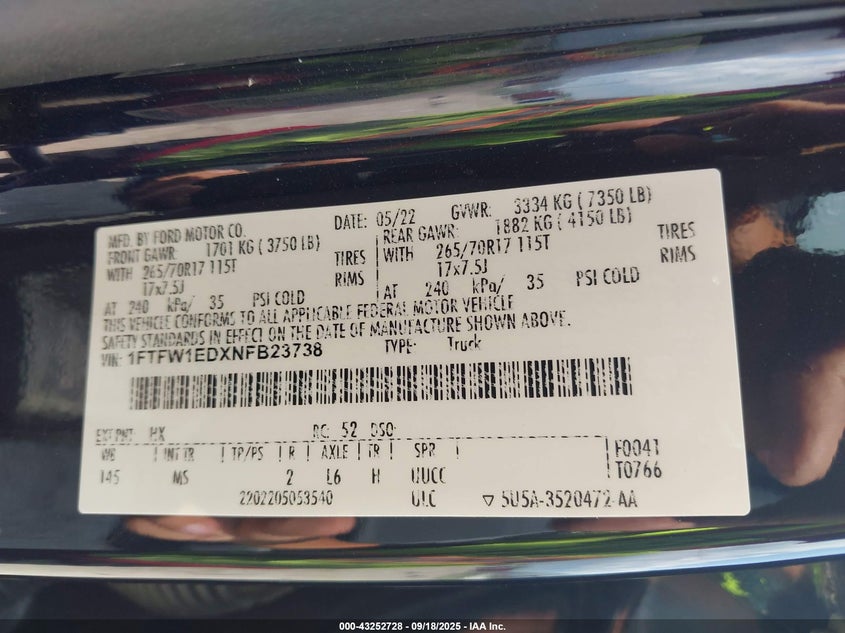 MFD. BY FORD MOTOR CO. DATE: 05/22 GVWR: 3334 KG ( 7350 LB)
FRONT GAWR: 1701 KG ( 3750 LB) REAR GAWR: 1882 KG ( 4150 LB)
WITH 265/70R17 115T TIRES WITH 265/70R17 115T TIRES
17x7.5J RIMS 17x7.5J RIMS
AT 240 kPa/ 35 PSI COLD AT 240 kPa/ 35 PSI COLD
THIS VEHICLE CONFORMS TO ALL APPLICABLE FEDERAL MOTOR VEHICLE
SAFETY STANDARDS IN EFFECT ON THE DATE OF MANUFACTURE SHOWN ABOVE.
VIN: 1FTFW1EDXNFB23738 TYPE: Truck
EXT PNT: HX RC: 52 DSO:
WB INT TR TP/PS R AXLE TR SPR F0041
145 MS 2 L6 H UUCC T0766
2202205053540 ULC 5U5A-3520472-AA
000-43252728 - 09/18/2025 - IAA Inc.